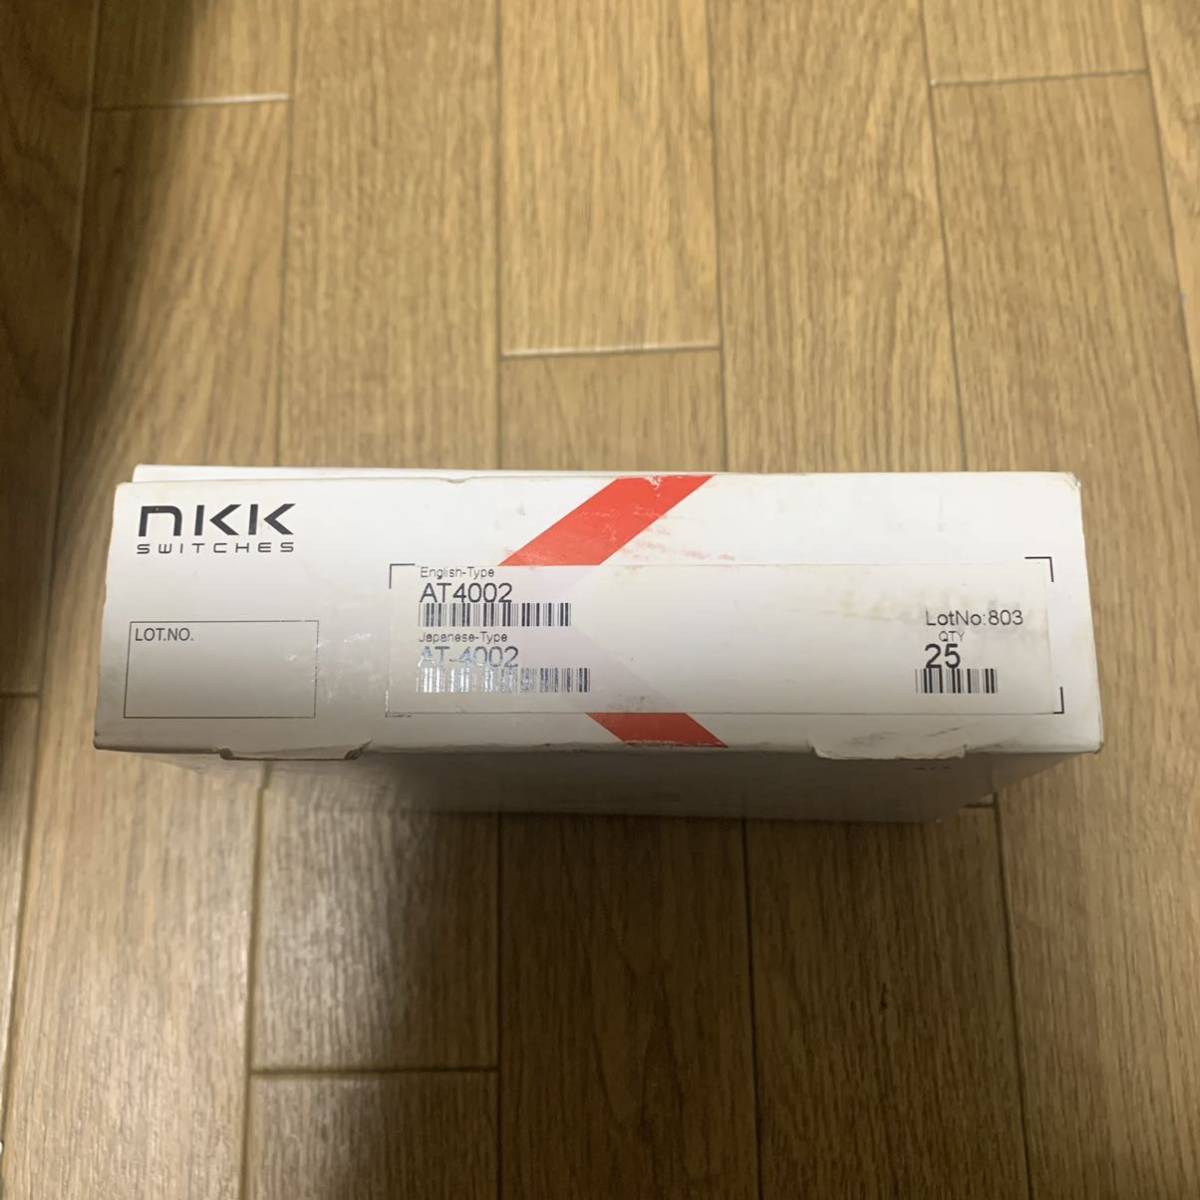 NKK
SWITCHES
LOT.NO.
English-Type
AT4002
Japanese-Type
AT-4002
LotNo:803
QTY
25